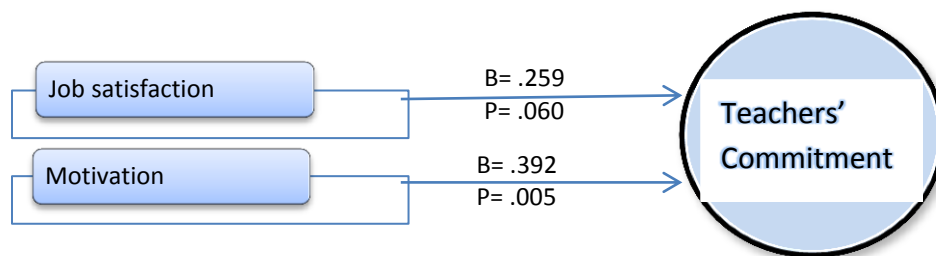 Job satisfaction
B= .259
P= .060
Motivation
B= .392
P= .005
Teachers’
Commitment